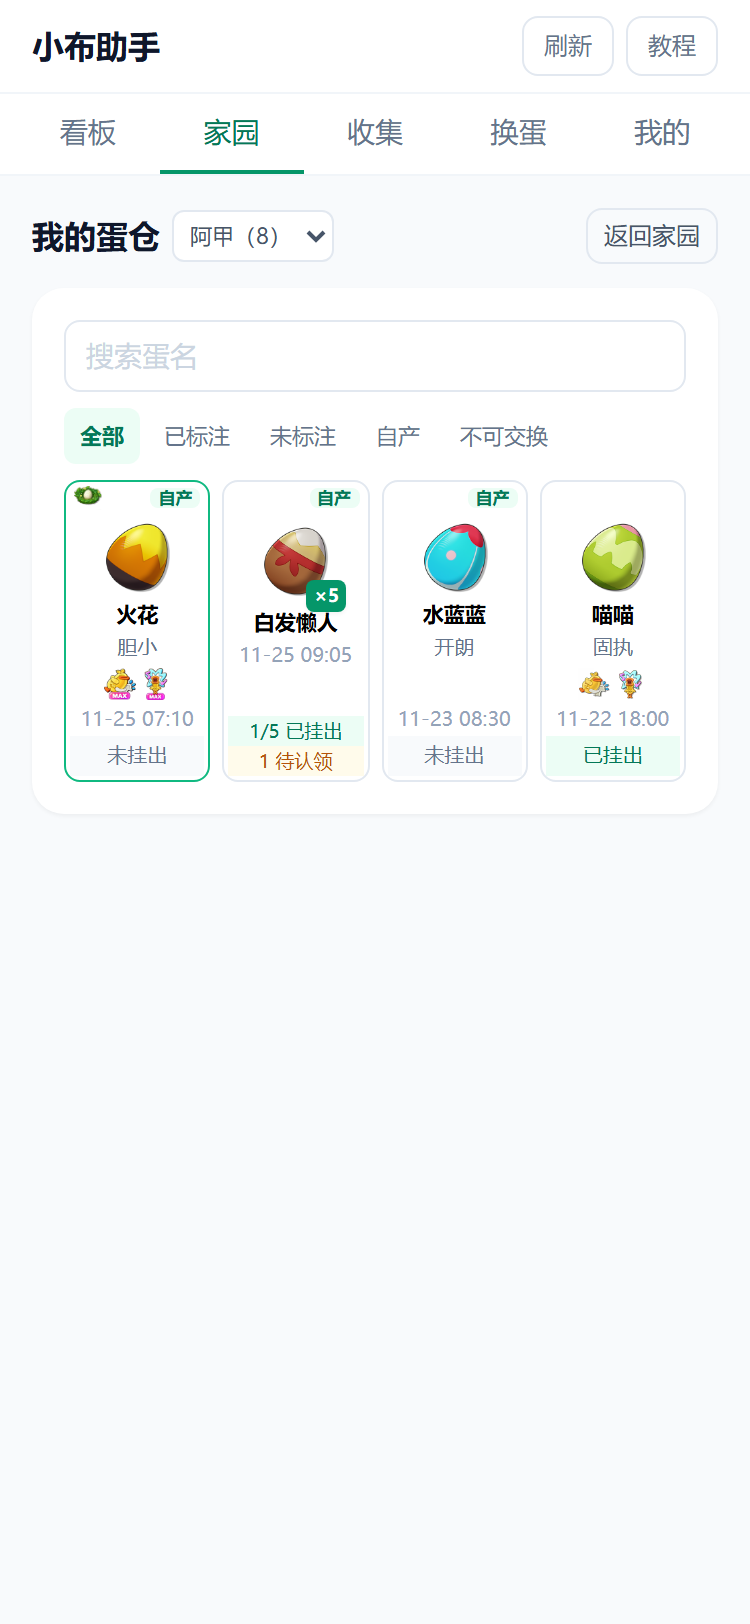 小布助手
刷新
教程
看板
家园
收集
换蛋
我的
我的蛋仓
阿甲（8）
返回家园
搜索蛋名
全部
已标注
未标注
自产
不可交换
自产
火花
胆小
MAX
MAX
11-25 07:10
未挂出
自产
×5
白发懒人
11-25 09:05
1/5 已挂出
1 待认领
自产
水蓝蓝
开朗
11-23 08:30
未挂出
喵喵
固执
11-22 18:00
已挂出